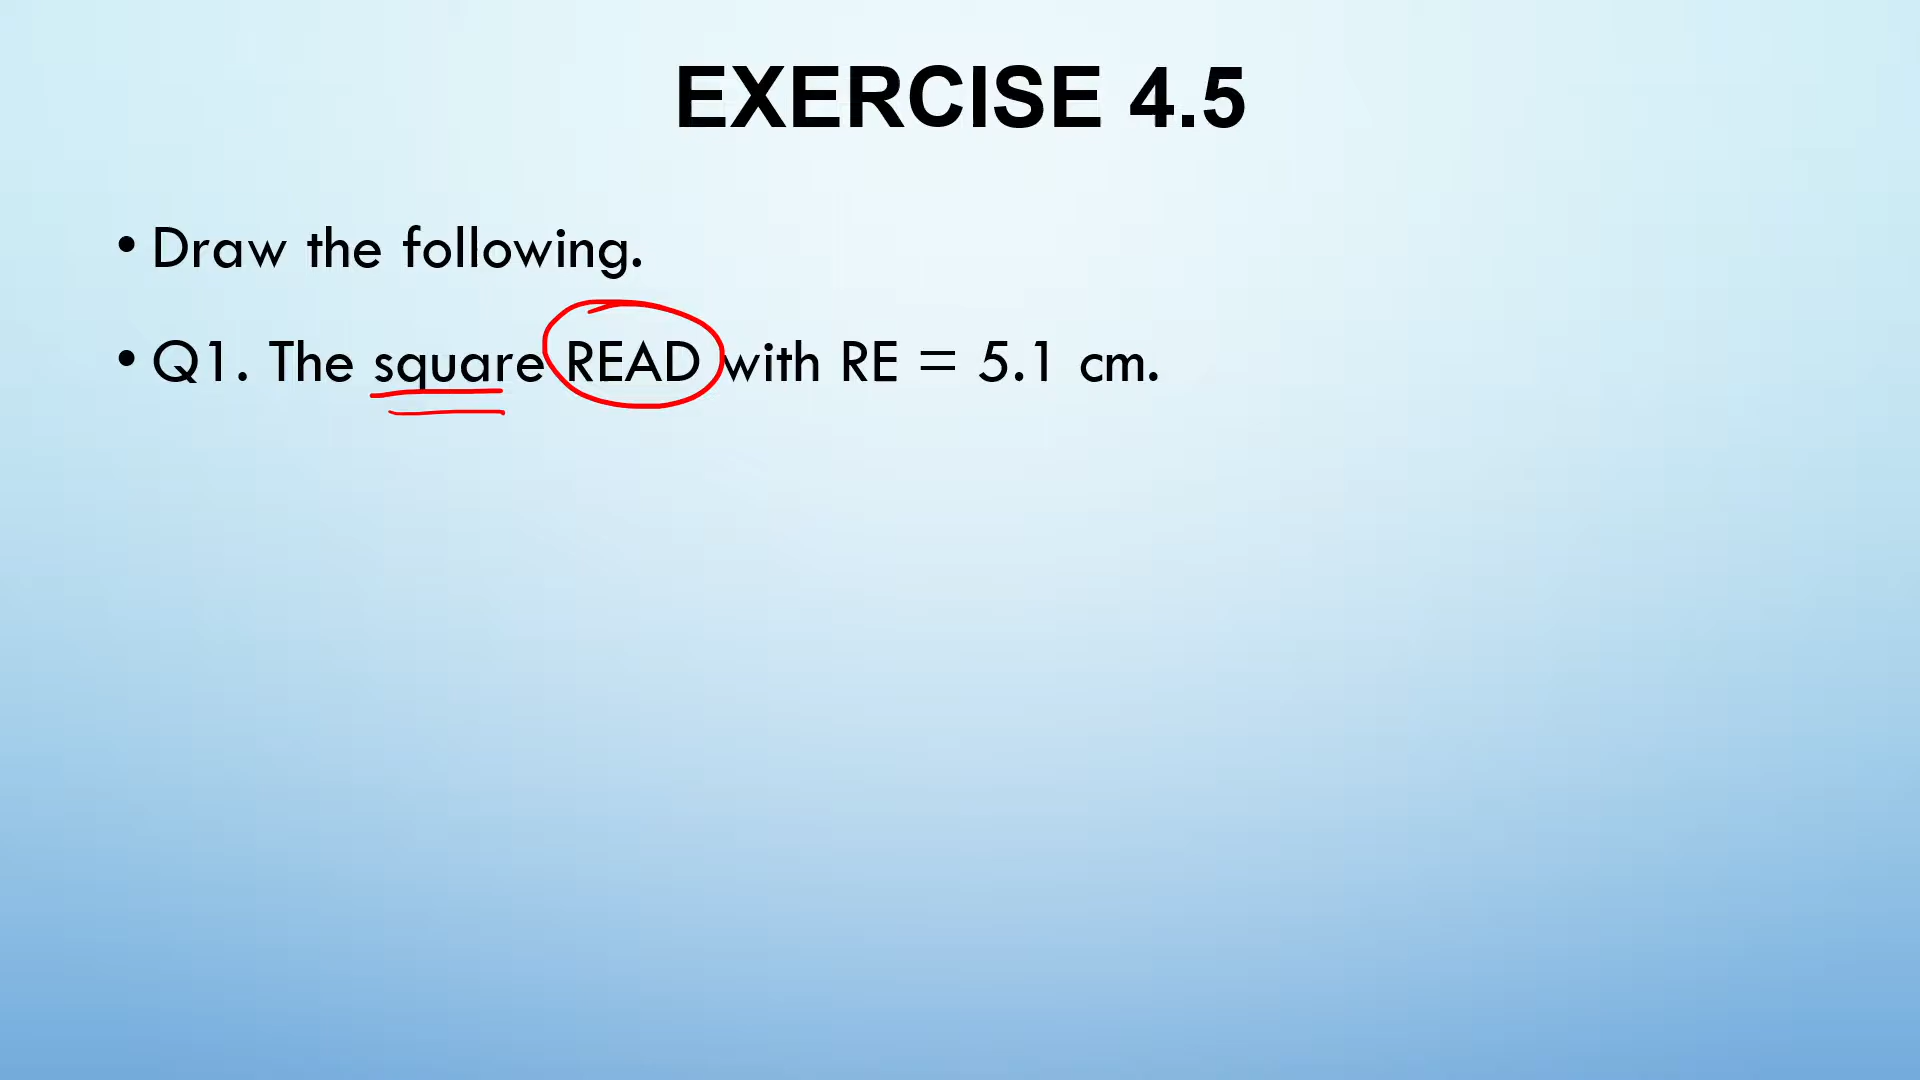 EXERCISE 4.5
• Draw the following.
• Q1. The square READ with RE = 5.1 cm.